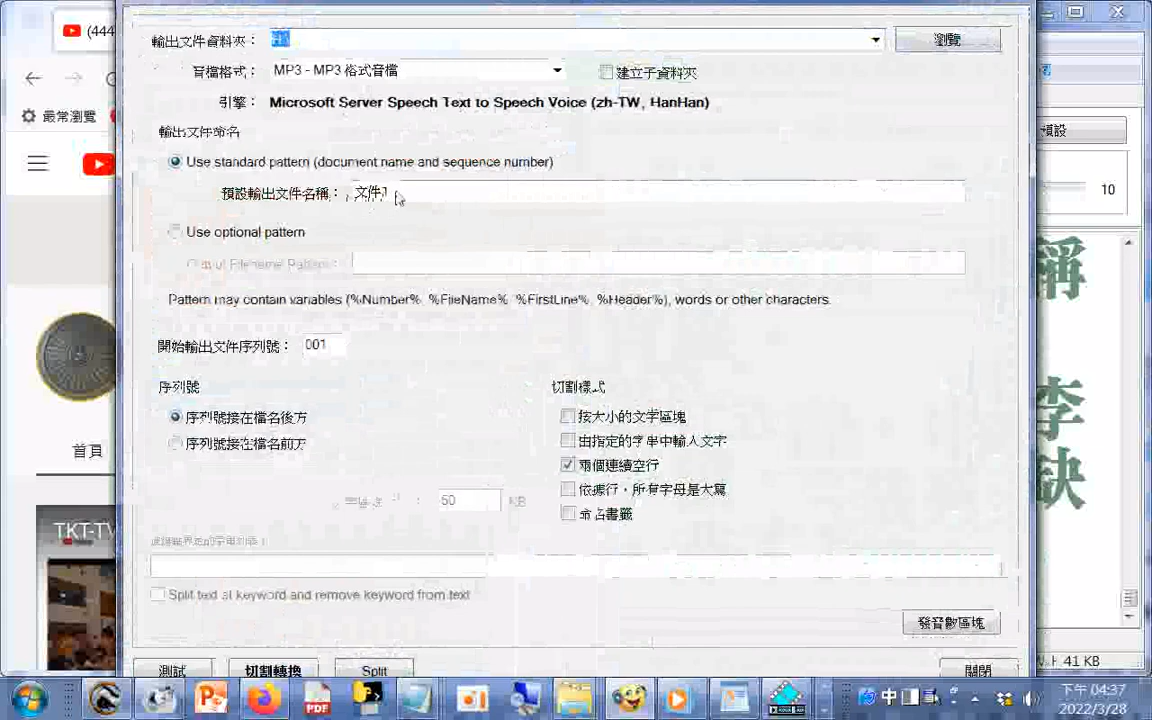 (444
輸出文件資料夾：
瀏覽
音檔格式： MP3 - MP3 格式音檔
建立子資料夾
引擎： Microsoft Server Speech Text to Speech Voice (zh-TW, HanHan)
最常瀏覽
預設
輸出文件命名
Use standard pattern (document name and sequence number)
10
預設輸出文件名稱： 文件1
Use optional pattern
稱
Pattern may contain variables (%Number%, %FileName%, %FirstLine%, %Header%), words or other characters.
開始輸出文件序列號： 001
序列號
切割樣式
李
序列號接在檔名後方
按大小的文字區塊
序列號接在檔名前方
由指定的字串中輸入文字
首頁
兩個連續空行
訣
依據行，所有字母是大寫
50 KB
命名書籤
TKT-TV
Split text at keyword and remove keyword from text
發音數區塊
測試
切割轉換
Split
關閉
41 KB
中
下午 04:37
2022/3/28